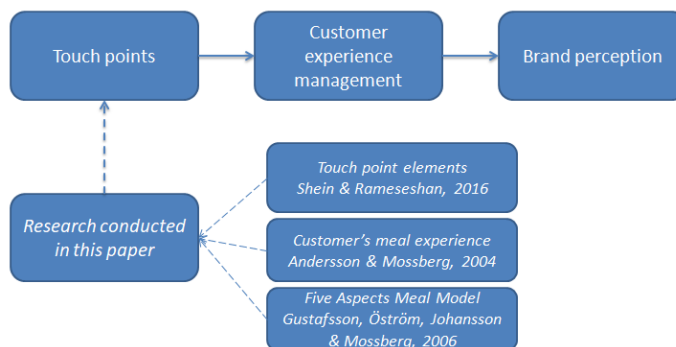 Touch points
Customer
experience
management
Brand perception
Research conducted
in this paper
Touch point elements
Shein & Rameseshan, 2016
Customer's meal experience
Andersson & Mossberg, 2004
Five Aspects Meal Model
Gustafsson, Öström, Johansson
& Mossberg, 2006